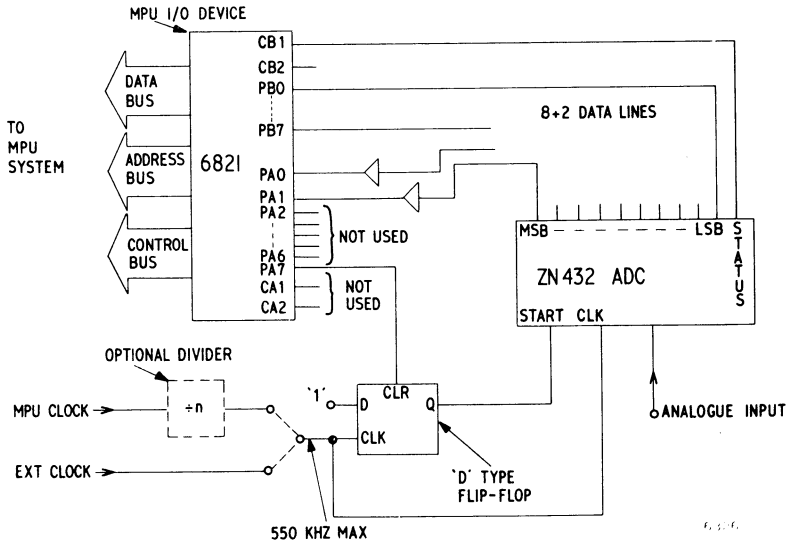 MPU I/O DEVICE
TO
MPU
SYSTEM
DATA
BUS
ADDRESS
BUS
CONTROL
BUS
6821
CB1
CB2
PB0
PB7
PA0
PA1
PA2
PA6
PA7
CA1
CA2
NOT USED
NOT
USED
8+2 DATA LINES
MSB
LSB
STATUS
ZN432 ADC
START CLK
ANALOGUE INPUT
OPTIONAL DIVIDER
÷n
MPU CLOCK
EXT CLOCK
'1'
D
CLR
Q
CLK
'D' TYPE
FLIP-FLOP
550 KHZ MAX